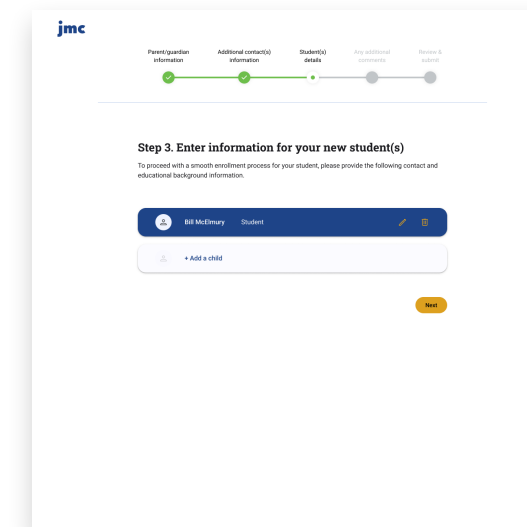 jmc
Parent/guardian information
Additional contact(s) information
Student(s) details
Any additional comments
Review & submit
Step 3. Enter information for your new student(s)
To proceed with a smooth enrollment process for your student, please provide the following contact and
educational background information.
Bill McElmury Student
+ Add a child
Next